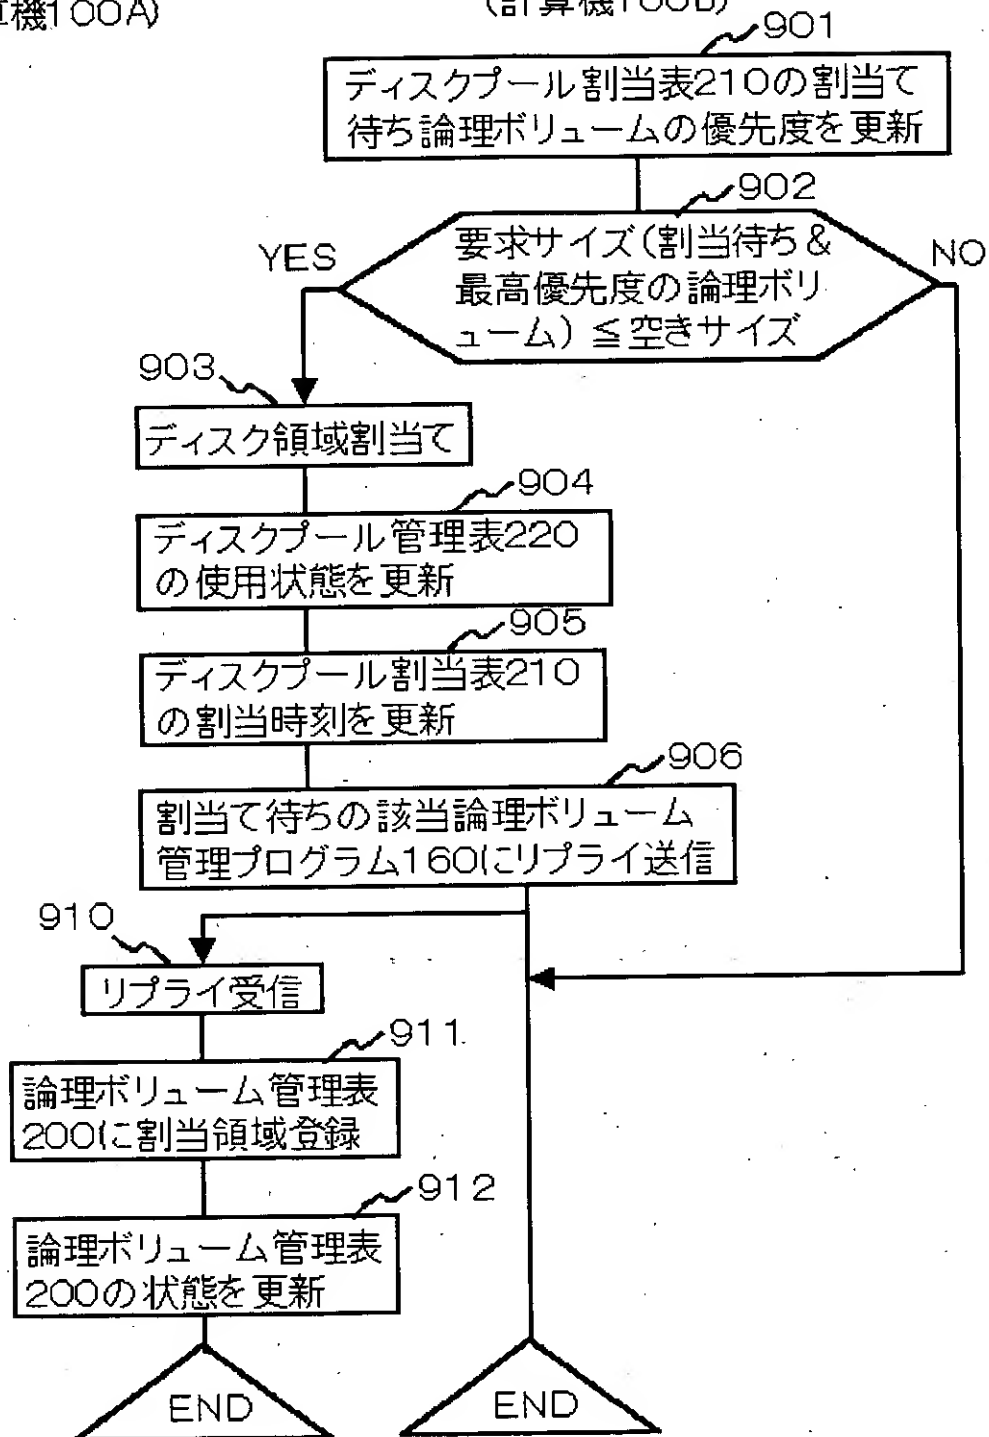 算機100A)
(計算機100B)
901
ディスクプール割当表210の割当て
待ち論理ボリュームの優先度を更新
902
YES
要求サイズ(割当待ち&
最高優先度の論理ボリ
ューム)≦空きサイズ
NO
903
ディスク領域割当て
904
ディスクプール管理表220
の使用状態を更新
905
ディスクプール割当表210
の割当時刻を更新
906
割当て待ちの該当論理ボリューム
管理プログラム160にリプライ送信
910
リプライ受信
911
論理ボリューム管理表
200に割当領域登録
912
論理ボリューム管理表
200の状態を更新
END
END